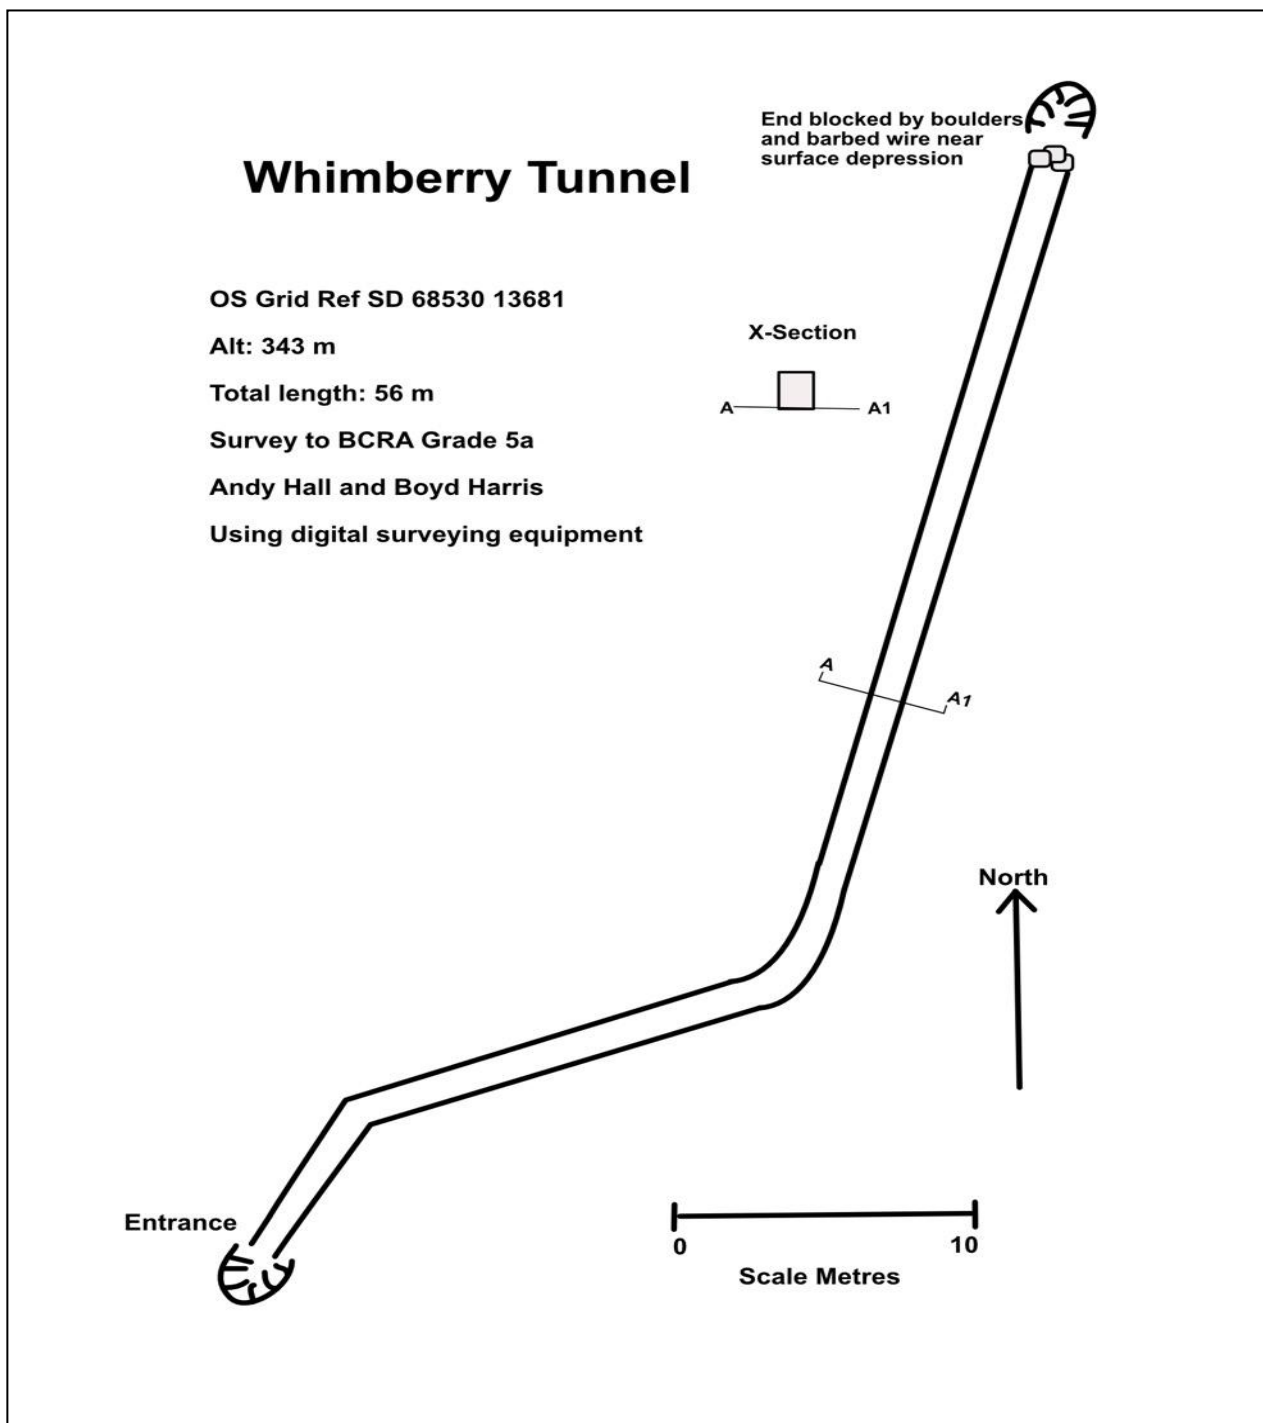 End blocked by boulders
and barbed wire near
surface depression
Whimberry Tunnel
OS Grid Ref SD 68530 13681
Alt: 343 m
Total length: 56 m
Survey to BCRA Grade 5a
Andy Hall and Boyd Harris
Using digital surveying equipment
X-Section
A A1
A
A1
North
Entrance
0 10
Scale Metres